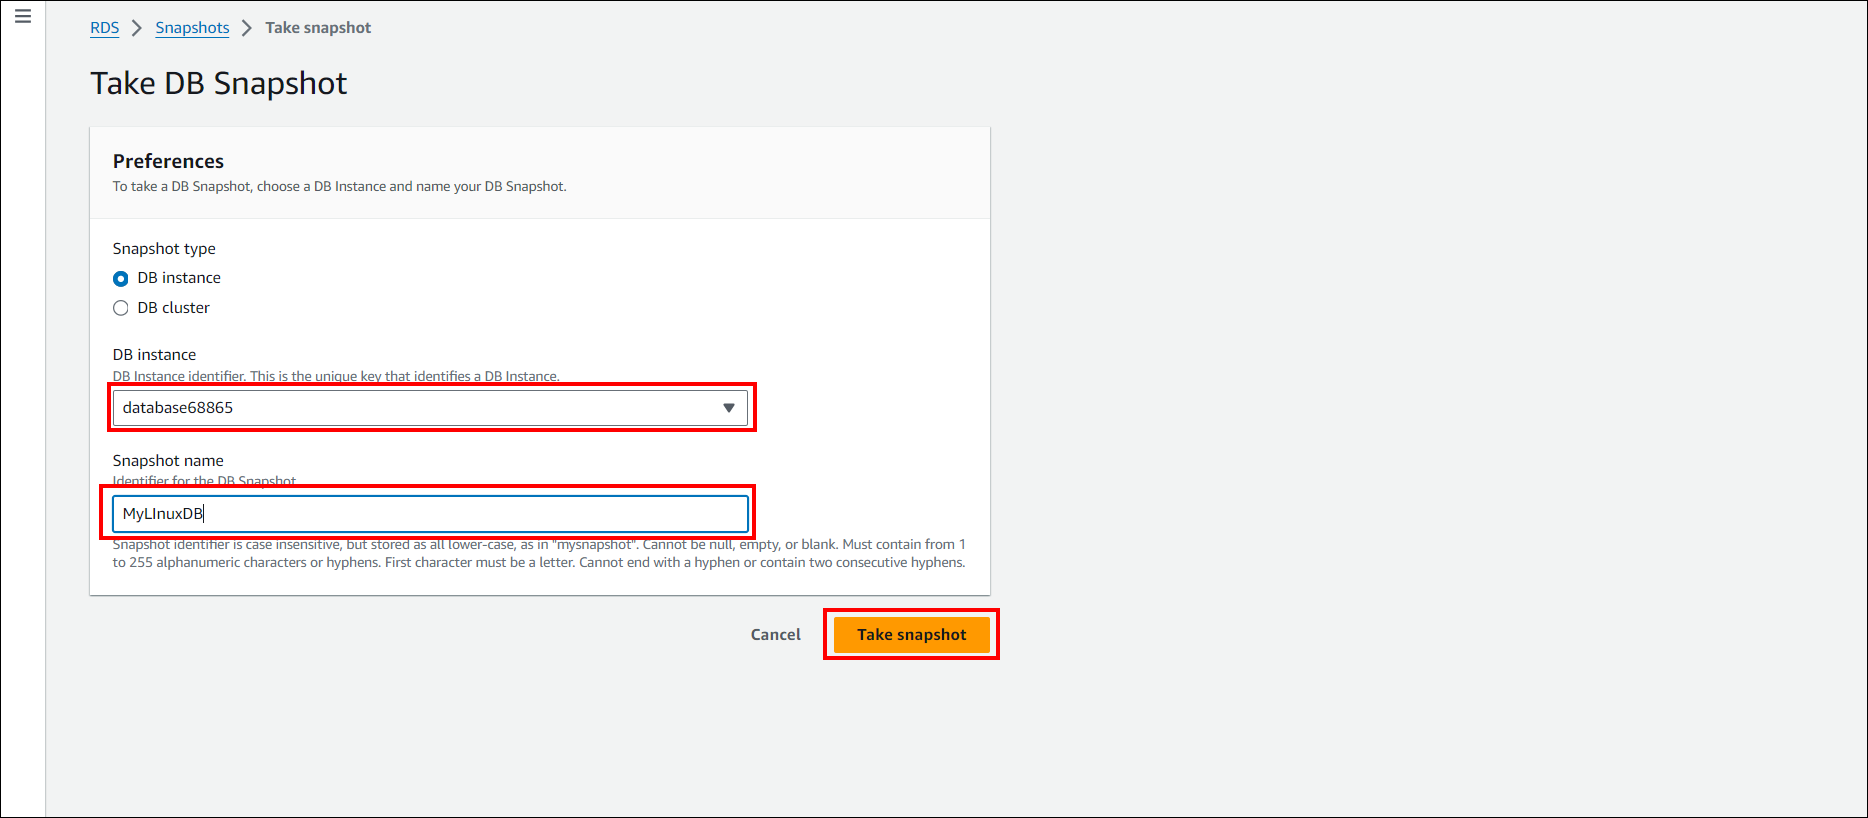 RDS > Snapshots > Take snapshot
Take DB Snapshot
Preferences
To take a DB Snapshot, choose a DB Instance and name your DB Snapshot.
Snapshot type
DB instance
DB cluster
DB instance
DB Instance identifier. This is the unique key that identifies a DB Instance.
database68865
Snapshot name
Identifier for the DB Snapshot.
MyLInuxDB
Snapshot identifier is case insensitive, but stored as all lower-case, as in "mysnapshot". Cannot be null, empty, or blank. Must contain from 1
to 255 alphanumeric characters or hyphens. First character must be a letter. Cannot end with a hyphen or contain two consecutive hyphens.
Cancel
Take snapshot